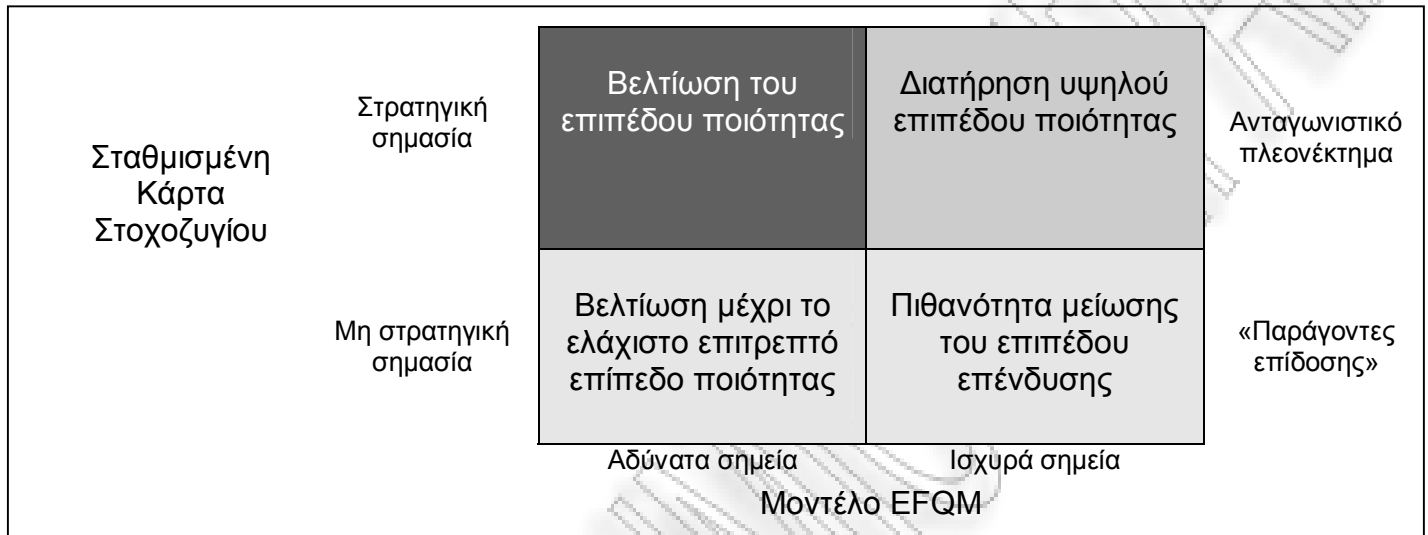 Σταθμισμένη
Κάρτα
Στοχοζυγίου
Στρατηγική
σημασία
Βελτίωση του
επιπέδου ποιότητας
Διατήρηση υψηλού
επιπέδου ποιότητας
Ανταγωνιστικό
πλεονέκτημα
Μη στρατηγική
σημασία
Βελτίωση μέχρι το
ελάχιστο επιτρεπτό
επίπεδο ποιότητας
Πιθανότητα μείωσης
του επιπέδου
επένδυσης
«Παράγοντες
επίδοσης»
Αδύνατα σημεία
Ισχυρά σημεία
Μοντέλο EFQM